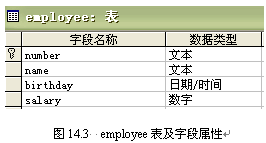 employee: 表
字段名称 数据类型
number 文本
name 文本
birthday 日期/时间
salary 数字
图 14.3 employee 表及字段属性